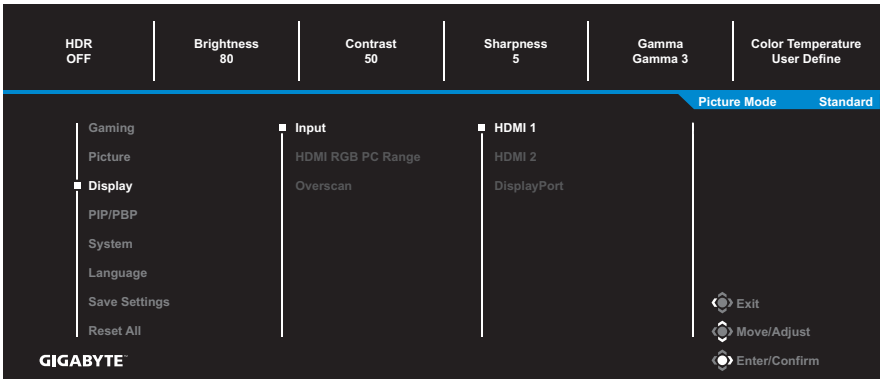 HDR Brightness Contrast Sharpness Gamma Color Temperature
OFF 80 50 5 Gamma 3 User Define
Picture Mode Standard
Gaming Input HDMI 1
Picture HDMI RGB PC Range HDMI 2
Display Overscan DisplayPort
PIP/PBP
System
Language
Save Settings
Exit
Reset All
Move/Adjust
GIGABYTE™
Enter/Confirm